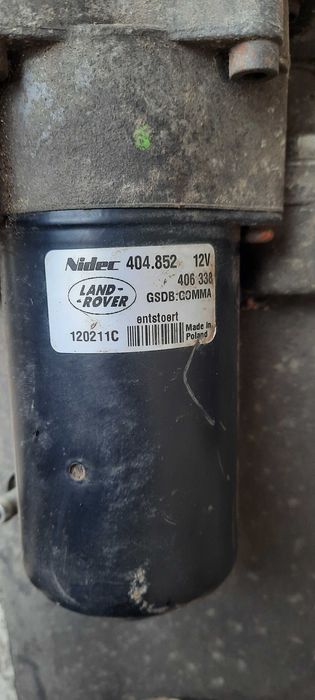 Nidec 404.852 12V
406 338
LAND-
-ROVER
GSDB:COMMA
entstoert
120211C
Made in
Poland